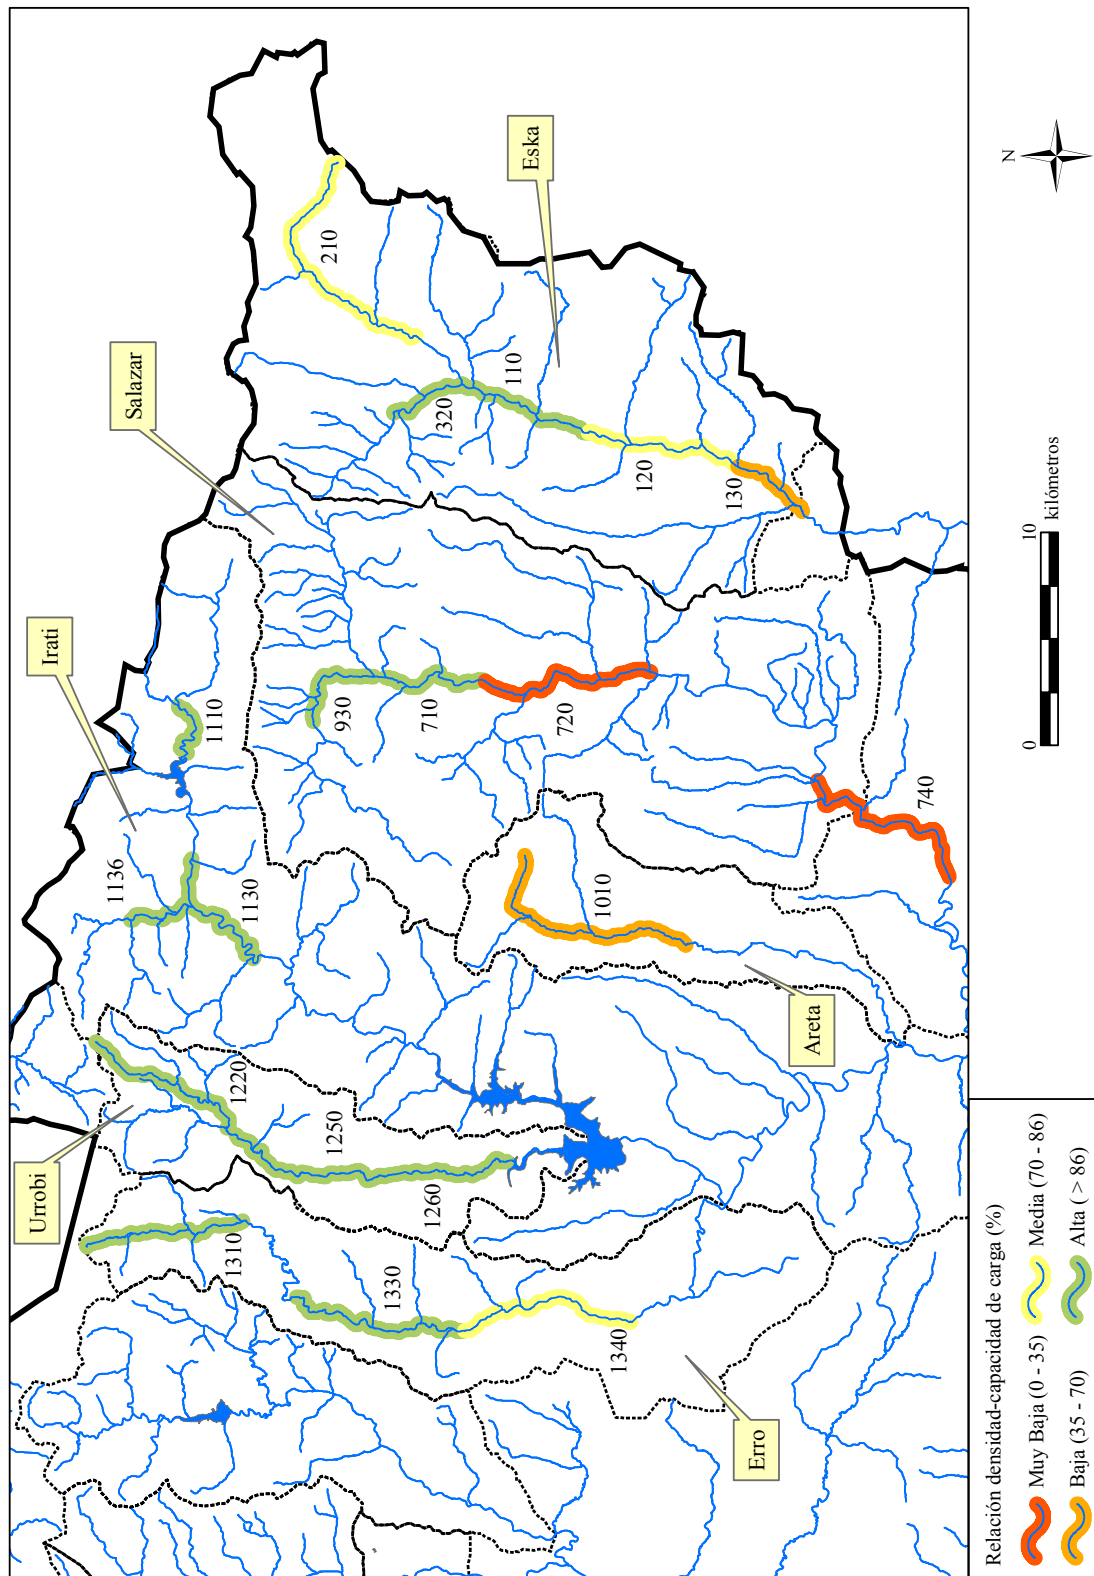 Urrobi
Irati
Salazar
Eska
Erro
Areta
1310
1330
1340
1220
1250
1260
1136
1130
1110
1010
930
710
720
740
320
110
120
130
210
N
0
10
kilómetros
Relación densidad-capacidad de carga (%)
Muy Baja (0 - 35)
Media (70 - 86)
Baja (35 - 70)
Alta ( > 86)